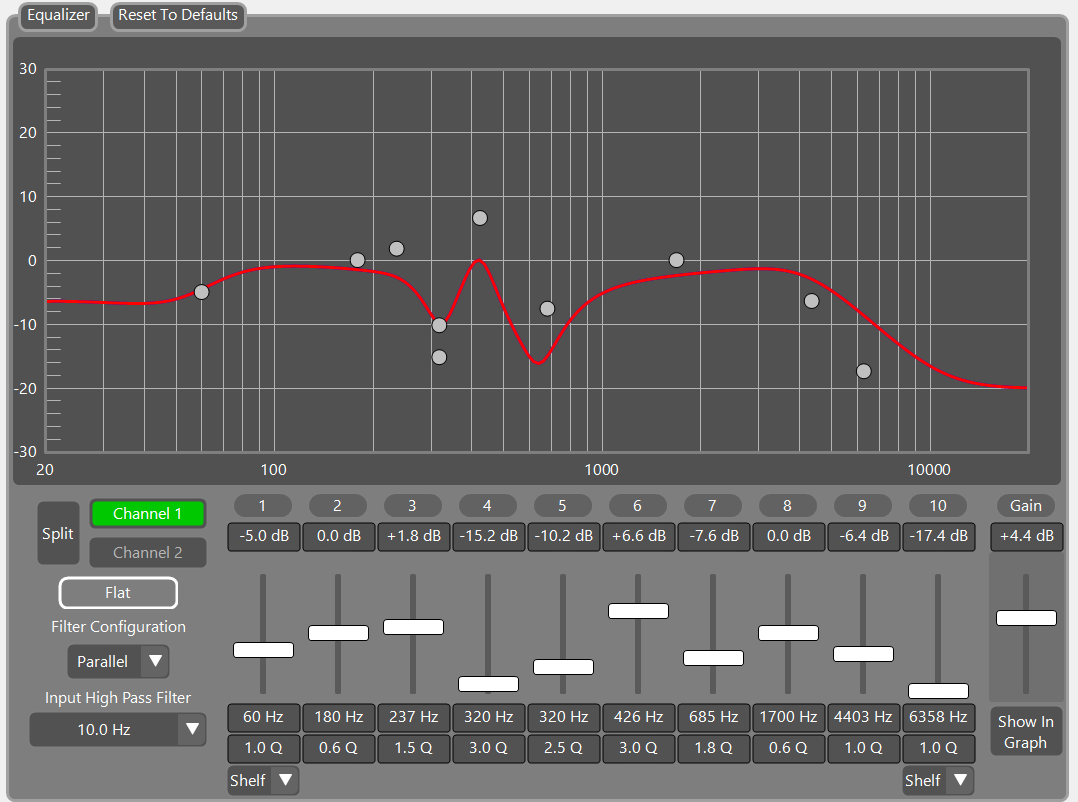 Equalizer Reset To Defaults
30
20
10
0
-10
-20
-30
20 100 1000 10000
Split
Channel 1
Channel 2
Flat
Filter Configuration
Parallel
Input High Pass Filter
10.0 Hz
1 2 3 4 5 6 7 8 9 10 Gain
-5.0 dB 0.0 dB +1.8 dB -15.2 dB -10.2 dB +6.6 dB -7.6 dB 0.0 dB -6.4 dB -17.4 dB +4.4 dB
60 Hz 180 Hz 237 Hz 320 Hz 320 Hz 426 Hz 685 Hz 1700 Hz 4403 Hz 6358 Hz
1.0 Q 0.6 Q 1.5 Q 3.0 Q 2.5 Q 3.0 Q 1.8 Q 0.6 Q 1.0 Q 1.0 Q
Shelf Shelf
Show In
Graph